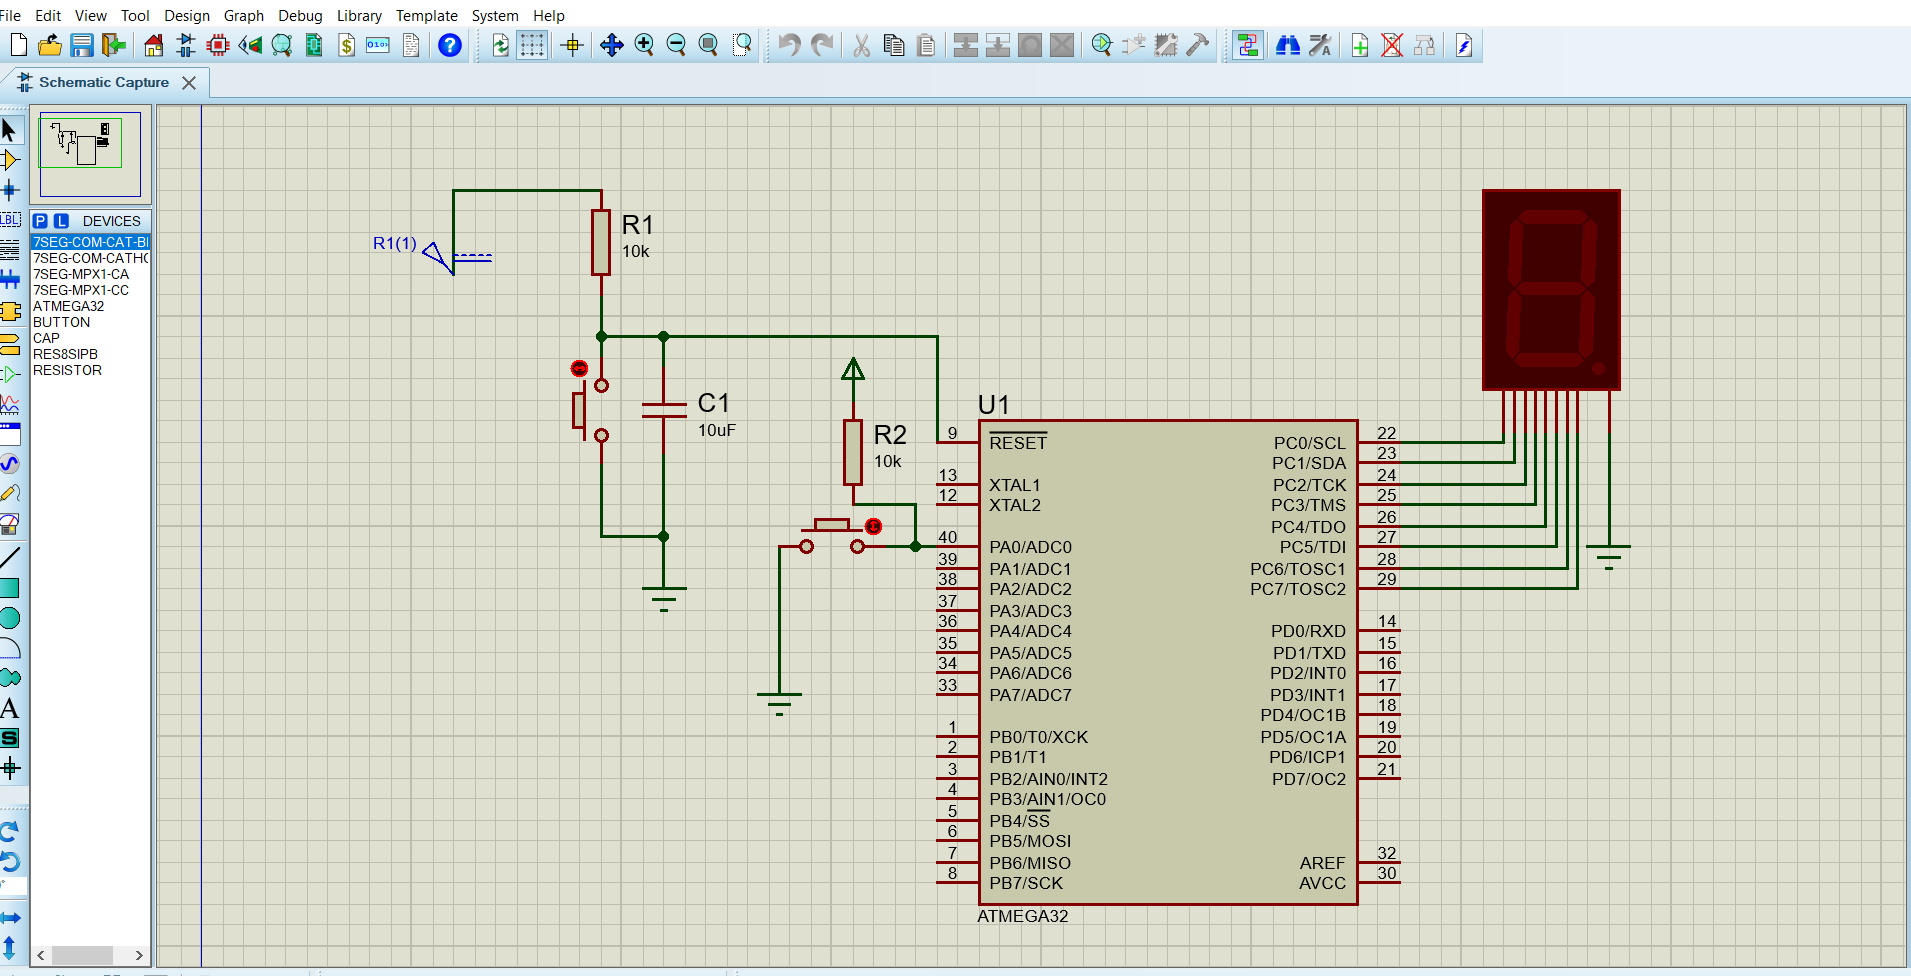 File Edit View Tool Design Graph Debug Library Template System Help
Schematic Capture
P L DEVICES
7SEG-COM-CAT-B
7SEG-COM-CATH
7SEG-MPX1-CA
7SEG-MPX1-CC
ATMEGA32
BUTTON
CAP
RES8SIPB
RESISTOR
LBL
A
S
R1(1)
R1
10k
C1
10uF
R2
10k
U1
9 RESET
13 XTAL1
12 XTAL2
40 PA0/ADC0
39 PA1/ADC1
38 PA2/ADC2
37 PA3/ADC3
36 PA4/ADC4
35 PA5/ADC5
34 PA6/ADC6
33 PA7/ADC7
1 PB0/T0/XCK
2 PB1/T1
3 PB2/AIN0/INT2
4 PB3/AIN1/OC0
5 PB4/SS
6 PB5/MOSI
7 PB6/MISO
8 PB7/SCK
PC0/SCL 22
PC1/SDA 23
PC2/TCK 24
PC3/TMS 25
PC4/TDO 26
PC5/TDI 27
PC6/TOSC1 28
PC7/TOSC2 29
PD0/RXD 14
PD1/TXD 15
PD2/INT0 16
PD3/INT1 17
PD4/OC1B 18
PD5/OC1A 19
PD6/ICP1 20
PD7/OC2 21
AREF 32
AVCC 30
ATMEGA32